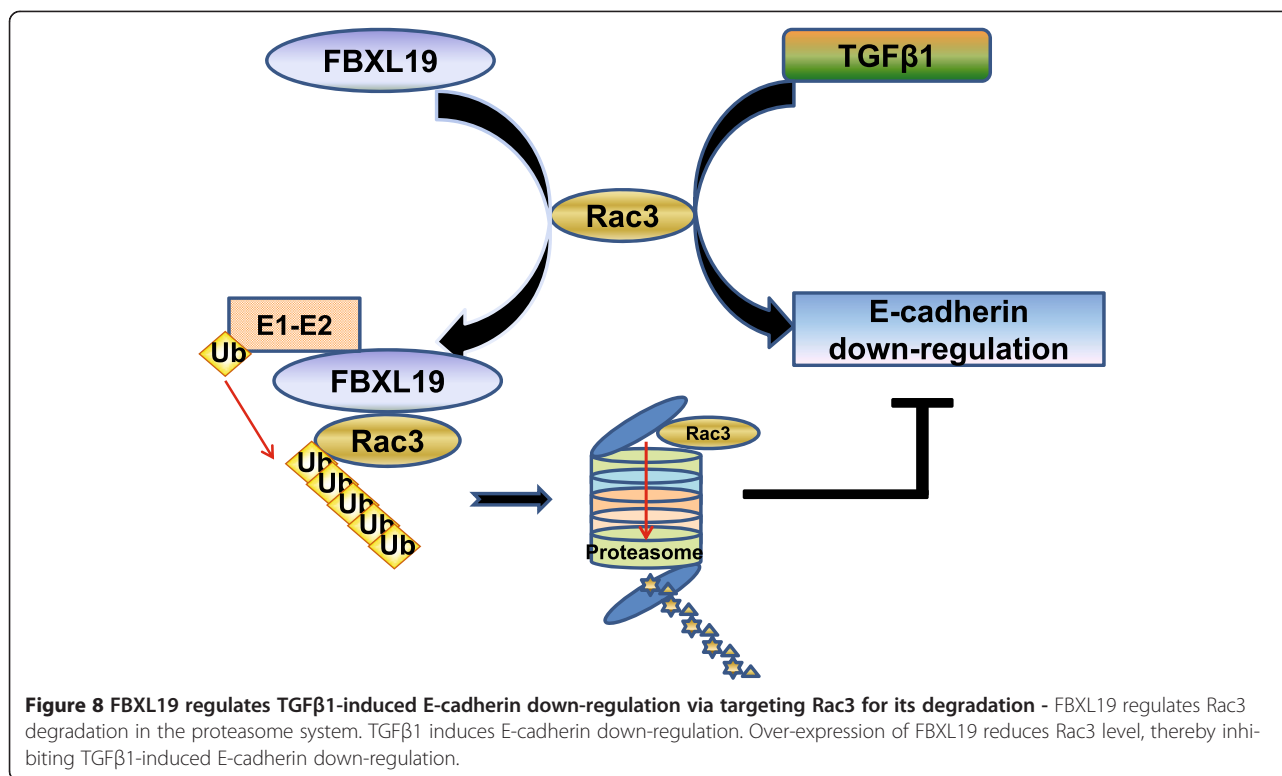 FBXL19
TGFβ1
Rac3
E1-E2
Ub
E-cadherin
down-regulation
FBXL19
Rac3
Rac3
Ub
Ub
Ub
Ub
Ub
Proteasome
Figure 8 FBXL19 regulates TGFβ1-induced E-cadherin down-regulation via targeting Rac3 for its degradation - FBXL19 regulates Rac3
degradation in the proteasome system. TGFβ1 induces E-cadherin down-regulation. Over-expression of FBXL19 reduces Rac3 level, thereby inhi-
biting TGFβ1-induced E-cadherin down-regulation.